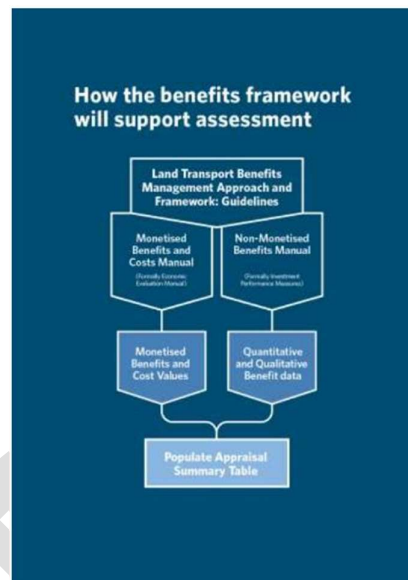 How the benefits framework
will support assessment
Land Transport Benefits
Management Approach and
Framework: Guidelines
Monetised
Benefits and
Costs Manual
(Formally Economic
Evaluation Manual)
Non-Monetised
Benefits Manual
(Formally Investment
Performance Measures)
Monetised
Benefits and
Cost Values
Quantitative
and Qualitative
Benefit data
Populate Appraisal
Summary Table